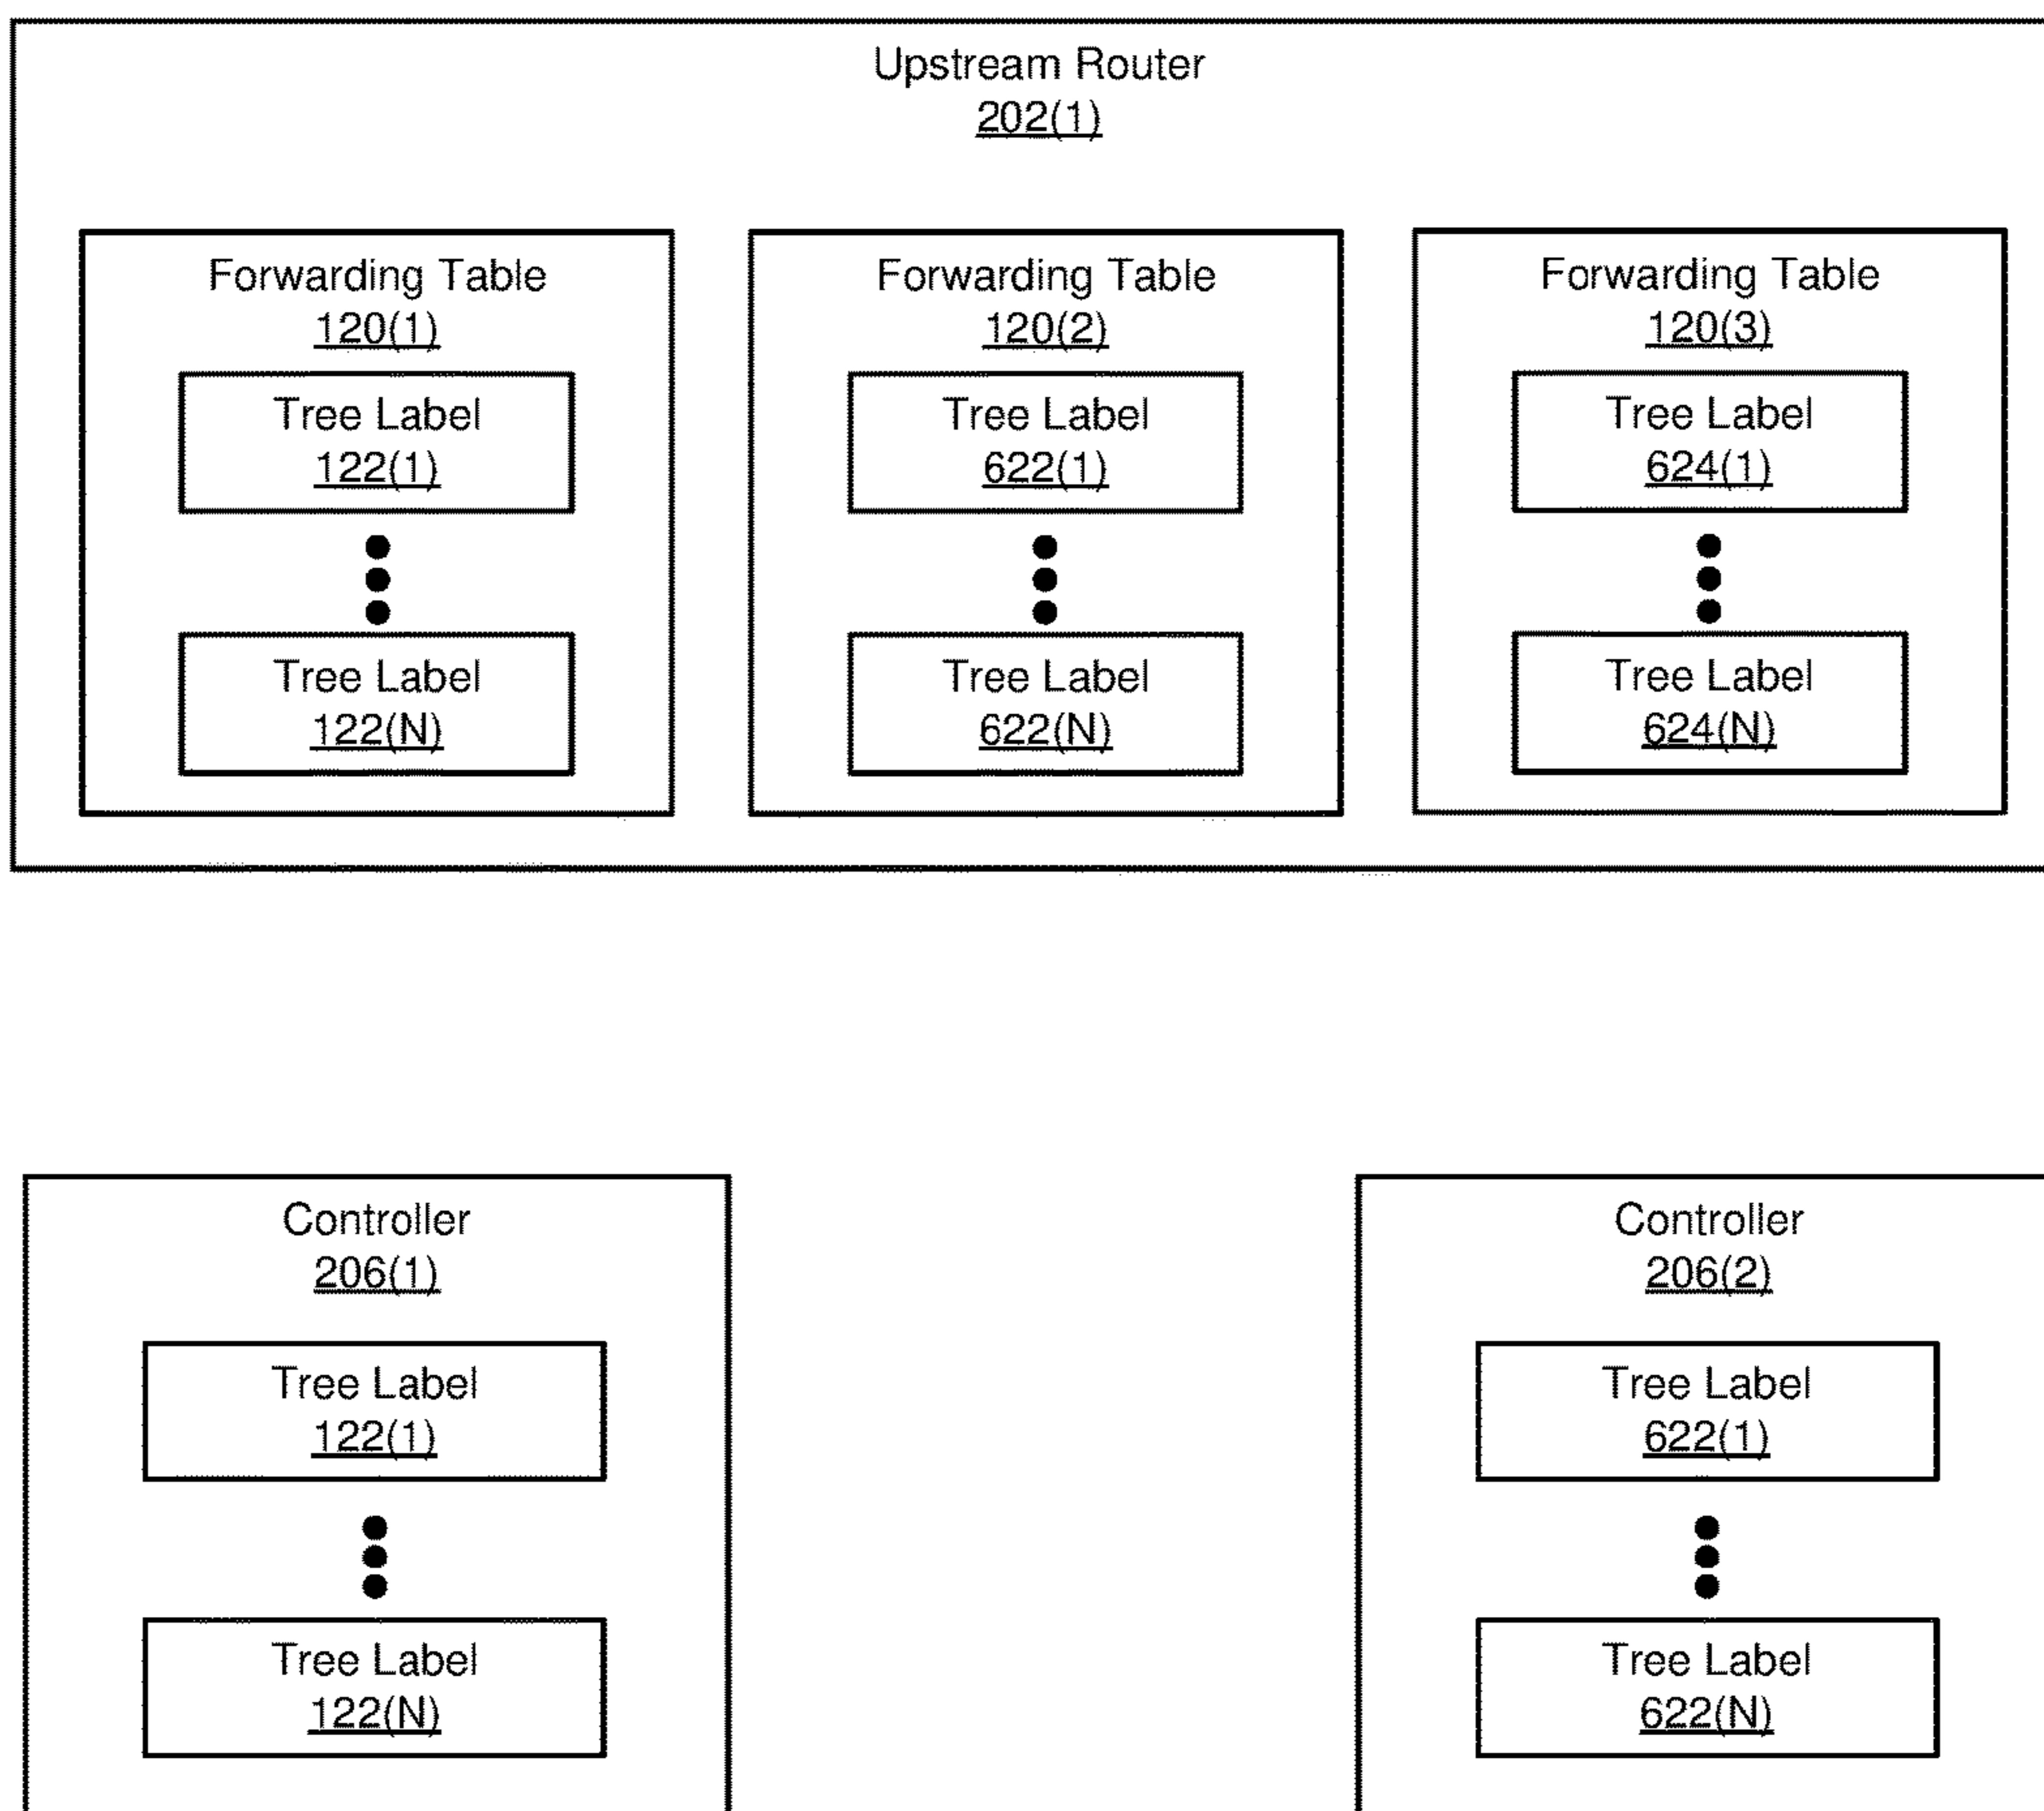 Upstream Router
202(1)
Forwarding Table
120(1)
Tree Label
122(1)
Tree Label
122(N)
Forwarding Table
120(2)
Tree Label
622(1)
Tree Label
622(N)
Forwarding Table
120(3)
Tree Label
624(1)
Tree Label
624(N)
Controller
206(1)
Tree Label
122(1)
Tree Label
122(N)
Controller
206(2)
Tree Label
622(1)
Tree Label
622(N)